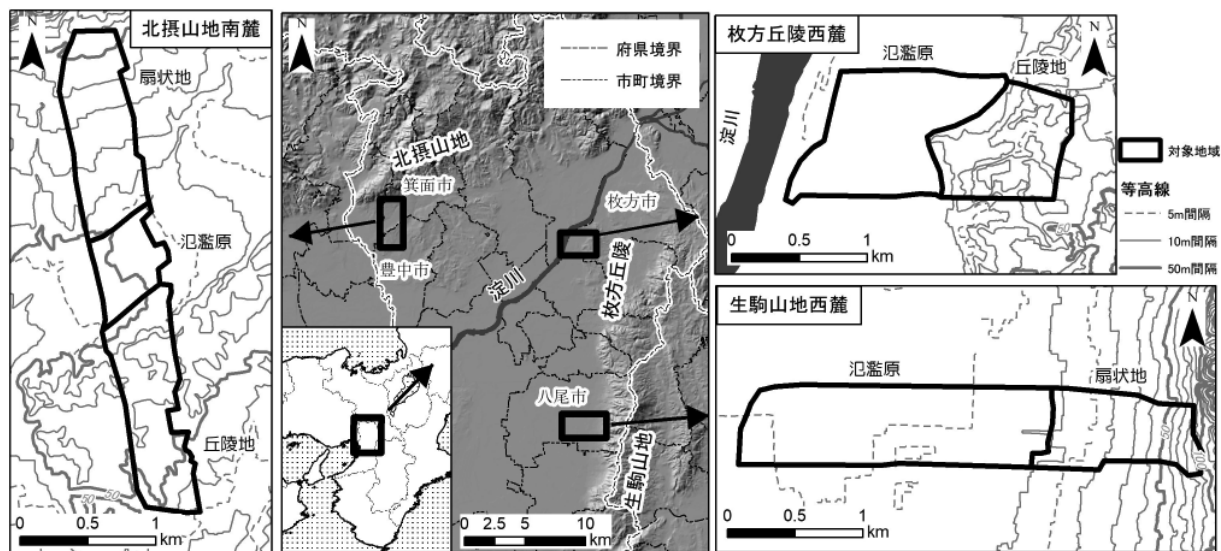 北摂山地南麓
N
扇状地
氾濫原
丘陵地
50
50
0 0.5 1
km
N
府県境界
市町境界
北摂山地
箕面市
枚方市
豊中市
淀川
枚方丘陵
八尾市
生駒山地
0 2.5 5 10
km
枚方丘陵西麓
N
氾濫原
丘陵地
淀川
50
0 0.5 1
km
対象地域
等高線
5m間隔
10m間隔
50m間隔
生駒山地西麓
N
氾濫原
扇状地
50
100
0 0.5 1
km